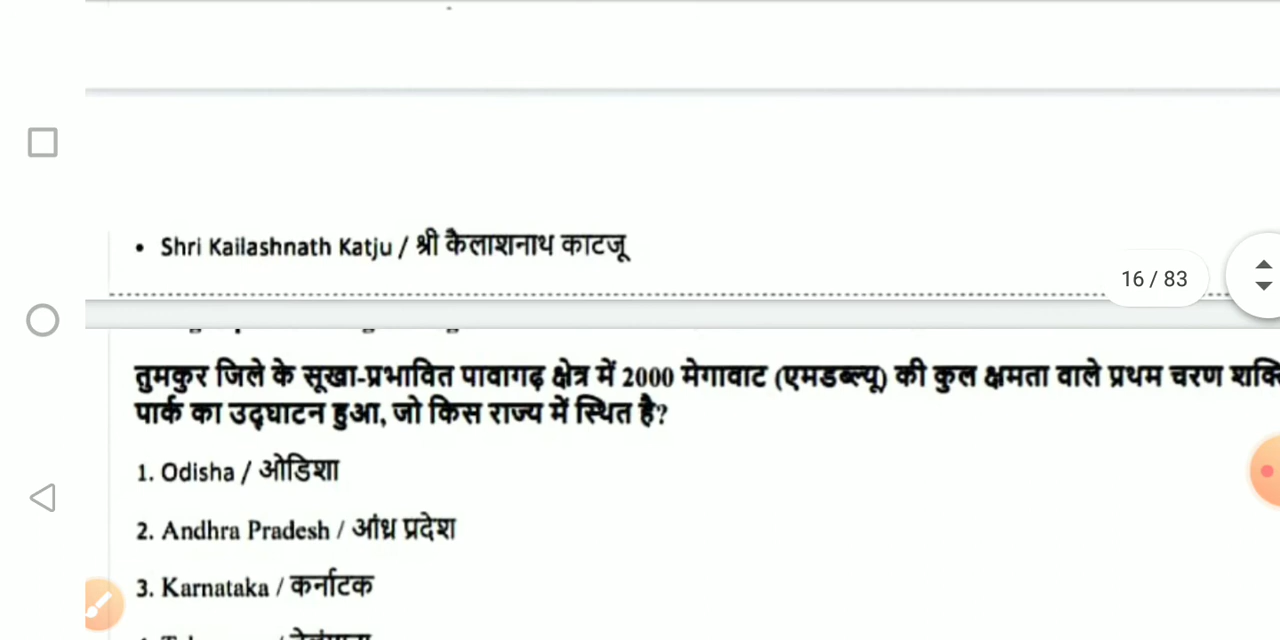 • Shri Kailashnath Katju / श्री कैलाशनाथ काटजू
16 / 83
तुमकुर जिले के सूखा-प्रभावित पावागढ़ क्षेत्र में 2000 मेगावाट (एमडब्ल्यू) की कुल क्षमता वाले प्रथम चरण
पार्क का उद्घाटन हुआ, जो किस राज्य में स्थित है?
1. Odisha / ओडिशा
2. Andhra Pradesh / आंध्र प्रदेश
3. Karnataka / कर्नाटक